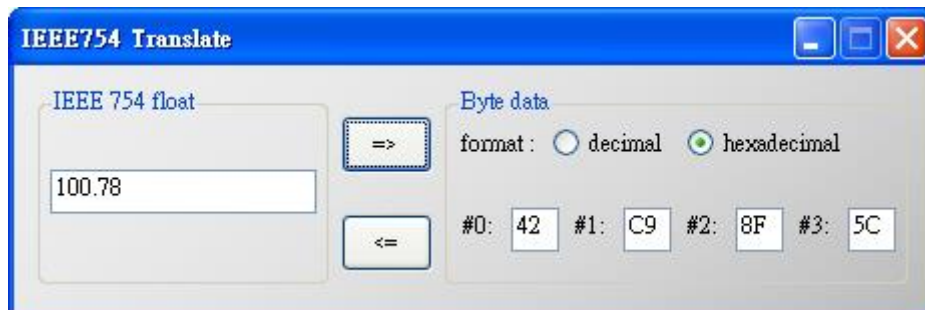 IEEE754 Translate
IEEE 754 float
100.78
=>
<=
Byte data
format : decimal hexadecimal
#0: 42 #1: C9 #2: 8F #3: 5C